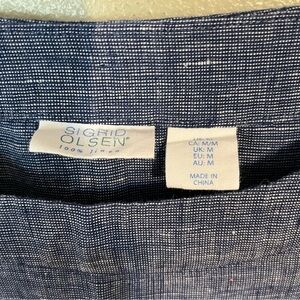 SIGRID
OLSEN®
100% linen
CA: M/M
UK: M
EU: M
AU: M
MADE IN
CHINA